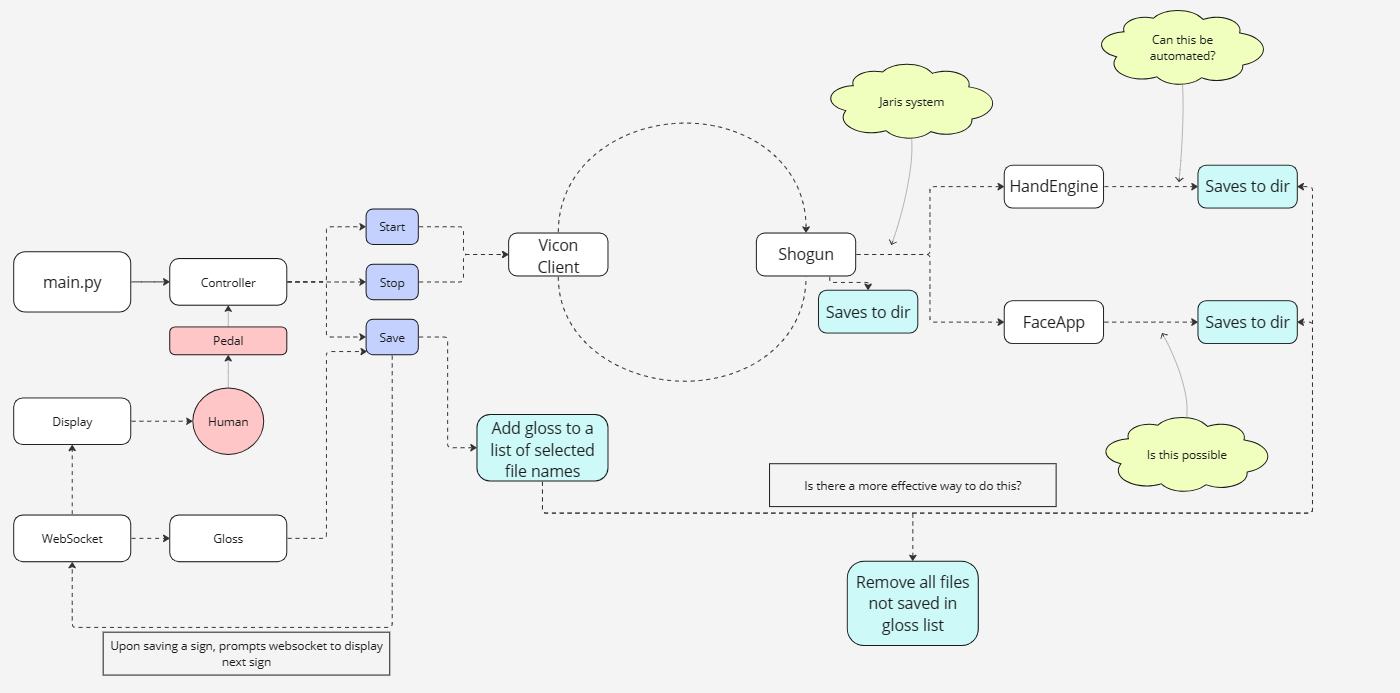 Can this be
automated?
Jaris system
HandEngine
Saves to dir
Start
Vicon
Client
Shogun
main.py
Controller
Stop
Saves to dir
Pedal
Save
FaceApp
Saves to dir
Display
Human
Add gloss to a
list of selected
file names
Is this possible
Is there a more effective way to do this?
WebSocket
Gloss
Remove all files
not saved in
gloss list
Upon saving a sign, prompts websocket to display
next sign